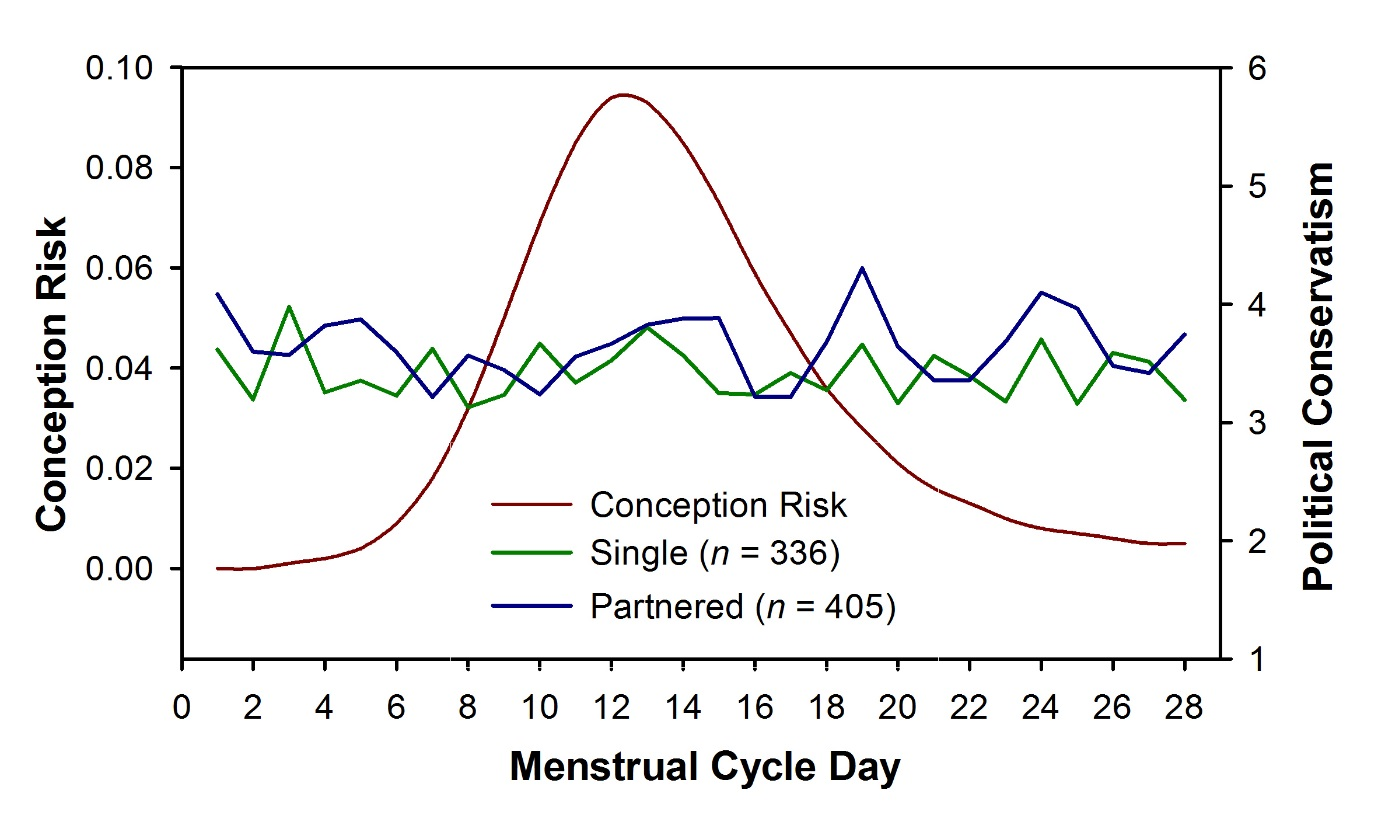 Conception Risk
0.10
0.08
0.06
0.04
0.02
0.00
6
5
4
3
2
1
Political Conservatism
Conception Risk
Single (n = 336)
Partnered (n = 405)
0 2 4 6 8 10 12 14 16 18 20 22 24 26 28
Menstrual Cycle Day